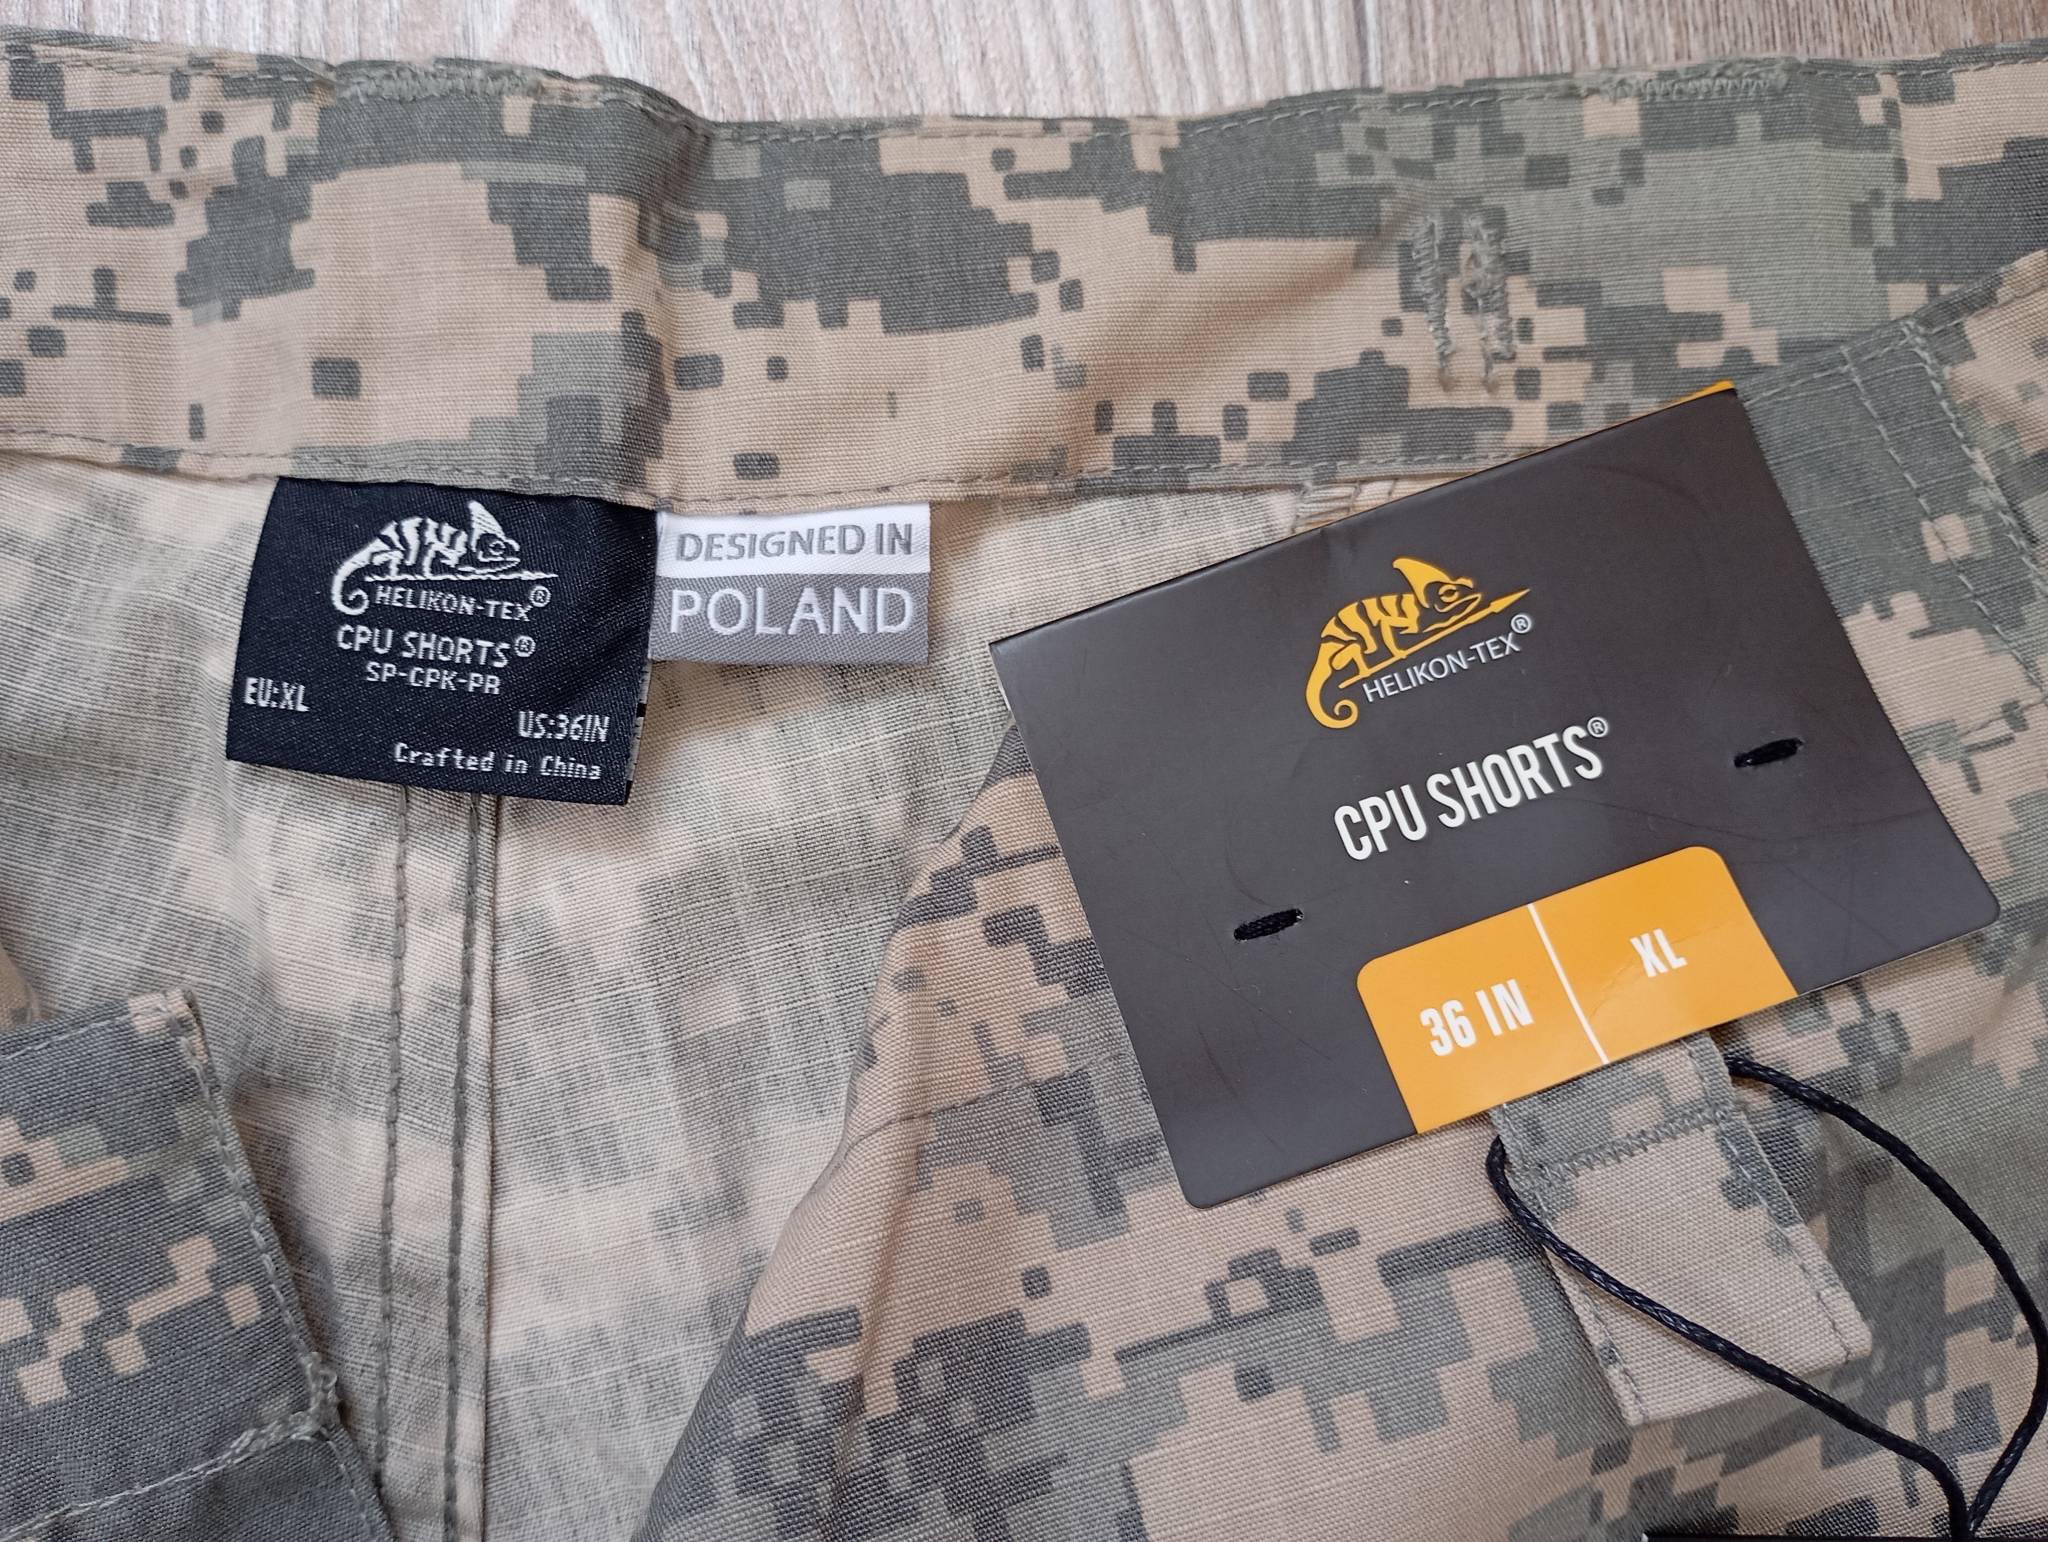 HELIKON-TEX®
CPU SHORTS®
SP-CPK-PR
EU:XL
US:36IN
Crafted in China
DESIGNED IN
POLAND
HELIKON-TEX®
CPU SHORTS®
36 IN
XL